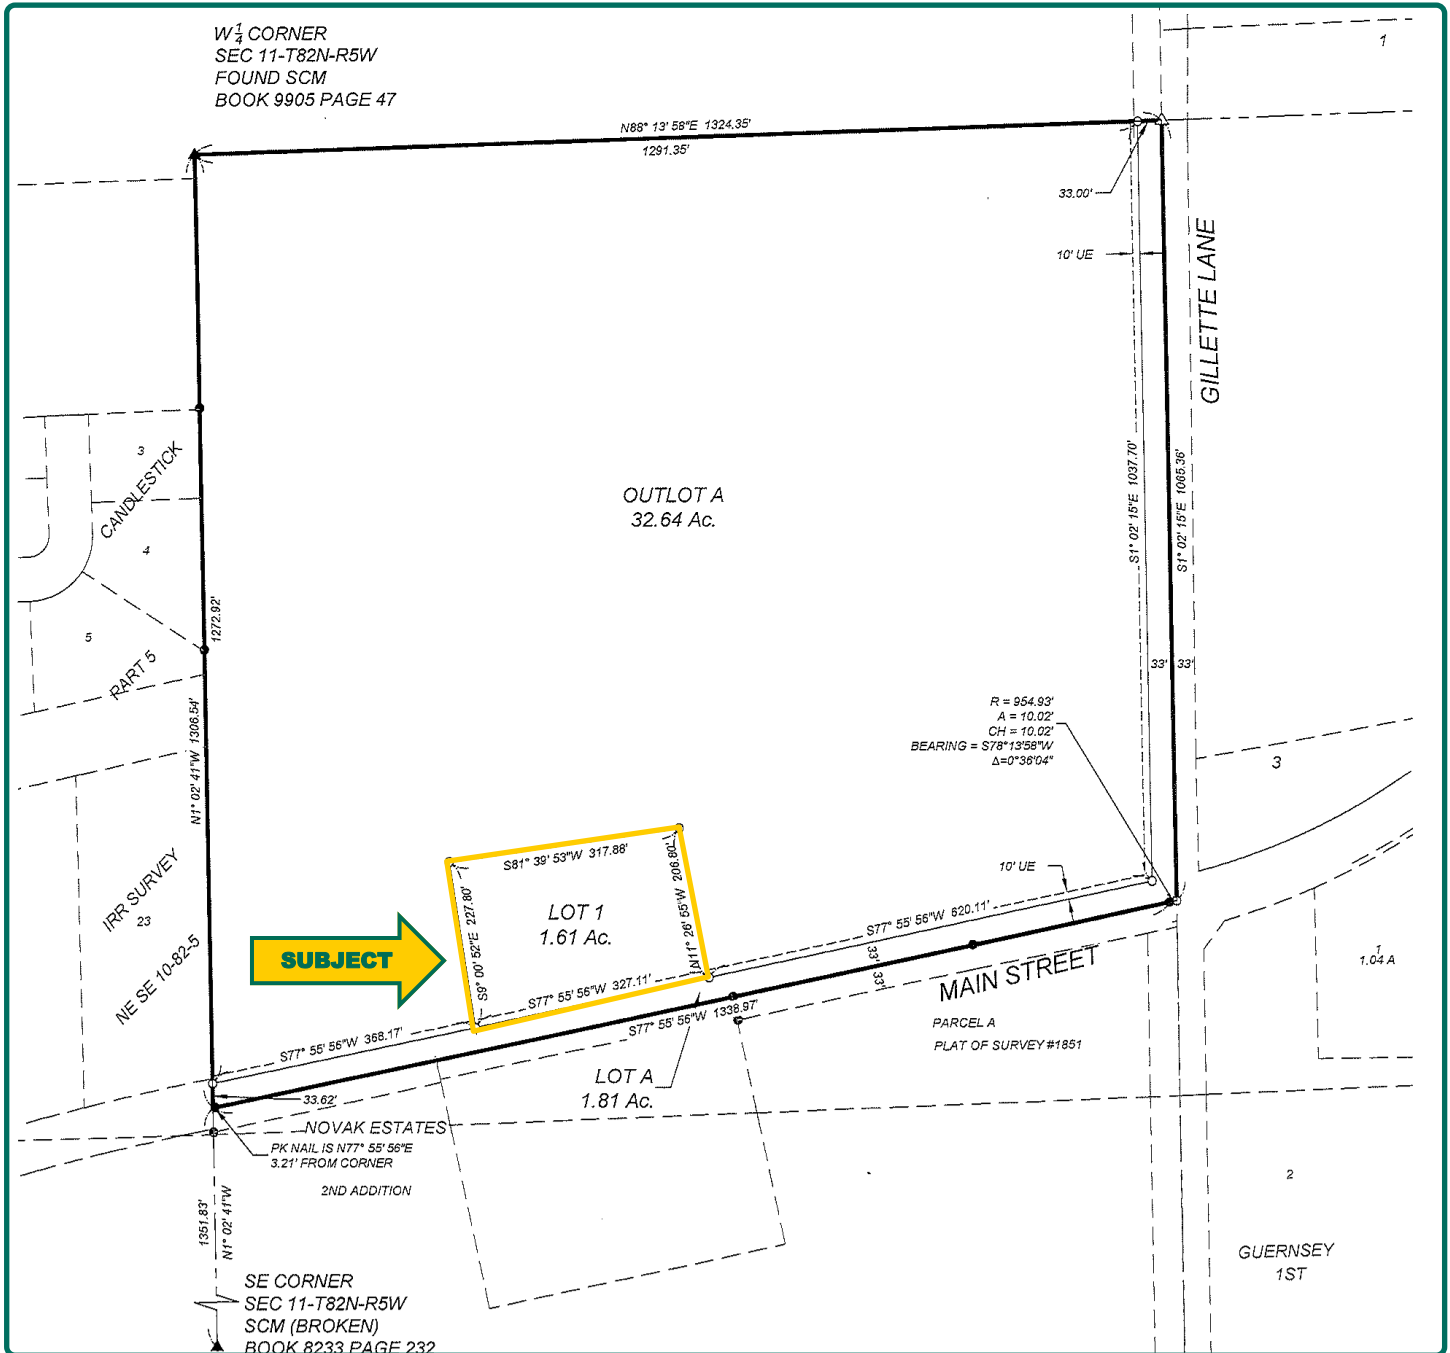 W 1/4 CORNER
SEC 11-T82N-R5W
FOUND SCM
BOOK 9905 PAGE 47
1
N88° 13' 58"E 1324.35'
1291.35'
33.00'
10' UE
GILLETTE LANE
3
CANDLESTICK
4
5
PART 5
1272.92'
N1° 02' 41"W 1306.54'
OUTLOT A
32.64 Ac.
S1° 02' 15"E 1037.70'
S1° 02' 15"E 1065.36'
33' 33'
R = 954.93'
A = 10.02'
CH = 10.02'
BEARING = S78°13'58"W
Δ=0°36'04"
3
IRR SURVEY
23
NE SE 10-82-5
S81° 39' 53"W 317.88'
S9° 00' 52"E 227.80'
N11° 26' 55"W 206.80'
LOT 1
1.61 Ac.
SUBJECT
S77° 55' 56"W 327.11'
10' UE
S77° 55' 56"W 620.11'
33' 33'
MAIN STREET
PARCEL A
PLAT OF SURVEY #1851
1
1.04 A
S77° 55' 56"W 368.17'
S77° 55' 56"W 1338.97'
LOT A
1.81 Ac.
33.62'
NOVAK ESTATES
PK NAIL IS N77° 55' 56"E
3.21' FROM CORNER
2ND ADDITION
2
GUERNSEY
1ST
1351.83'
N1° 02' 41"W
SE CORNER
SEC 11-T82N-R5W
SCM (BROKEN)
BOOK 8233 PAGE 232